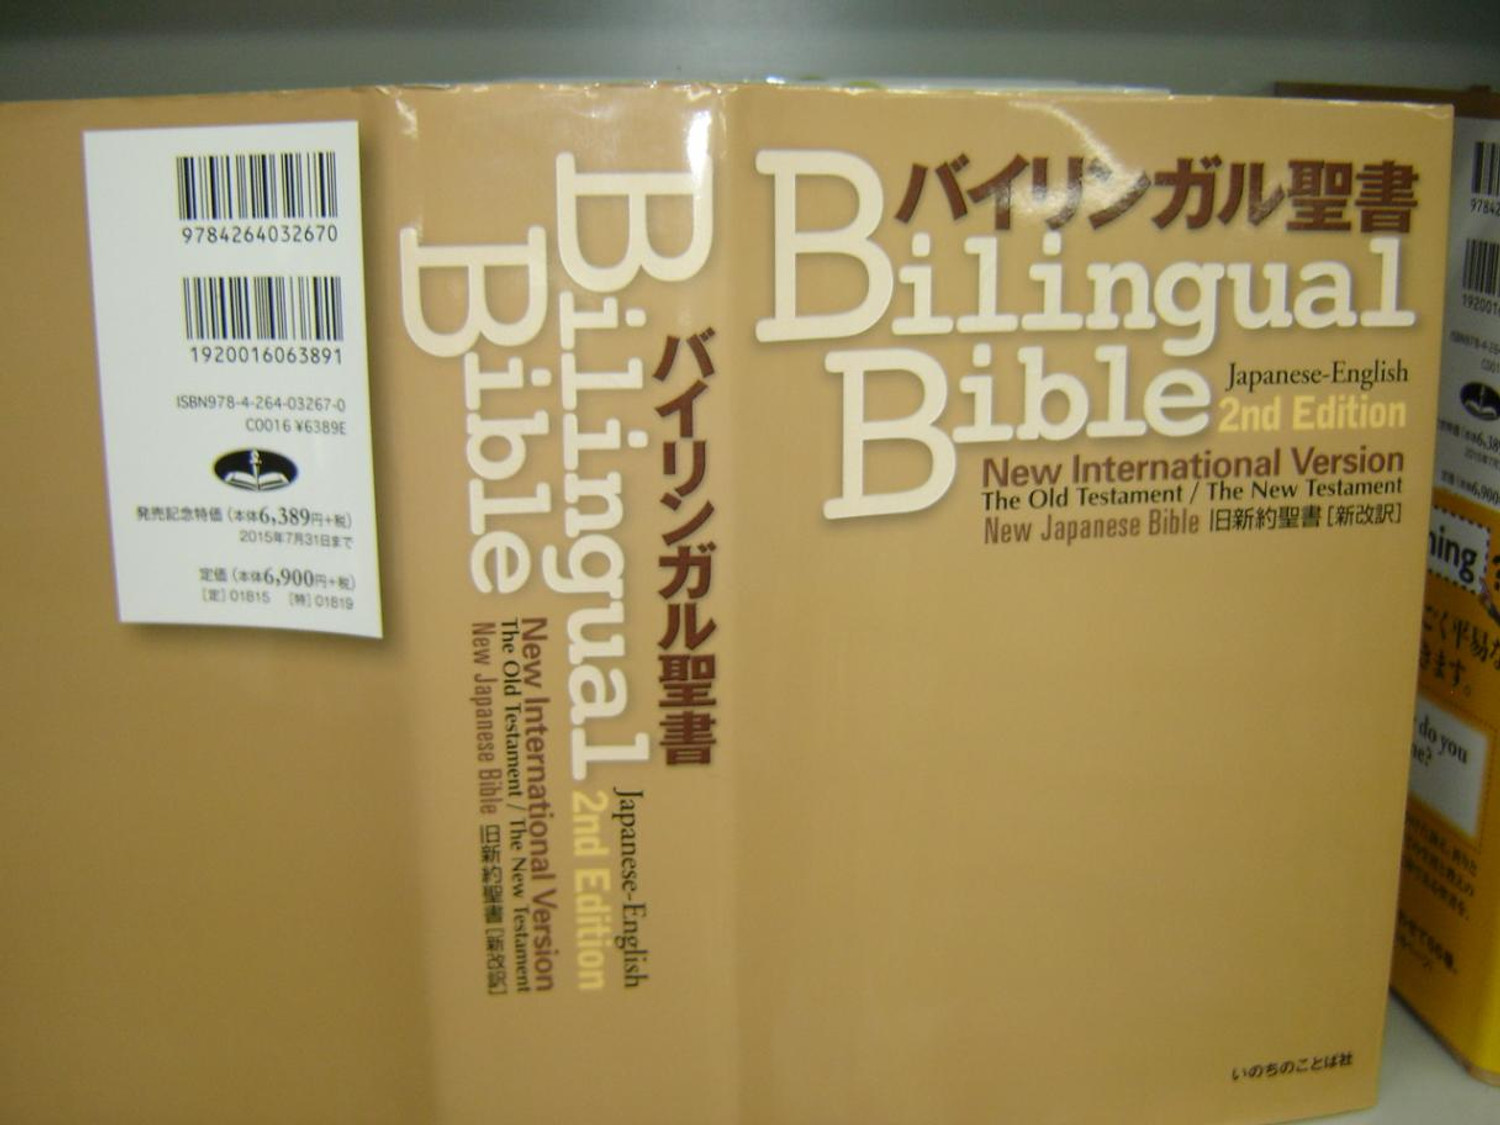 9784264032670
1920016063891
ISBN978-4-264-03267-0
C0016 ¥6389E
発売記念特価（本体6,389円+税）
2015年7月31日まで
定価（本体6,900円+税）
［定］01815 ［特］01819
バイリンガル聖書
Bilingual
Bible
Japanese-English
2nd Edition
New International Version
The Old Testament / The New Testament
New Japanese Bible 旧新約聖書［新改訳］
バイリンガル聖書
Bilingual
Bible
Japanese-English
2nd Edition
New International Version
The Old Testament / The New Testament
New Japanese Bible 旧新約聖書［新改訳］
いのちのことば社
do you